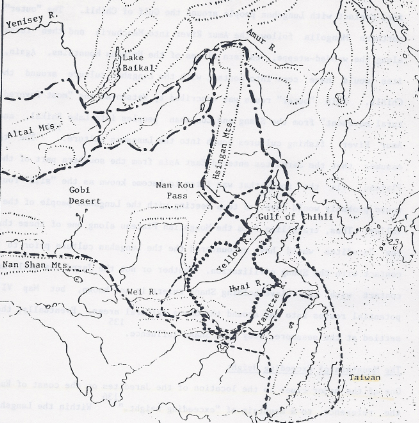 Yenisey R.
Lake
Baikal
Amur R.
Altai Mts.
Hsingan Mts.
Gobi
Desert
Nan Kou
Pass
Gulf of Chihli
Yellow R.
Nan Shan Mts.
Wei R.
Hwai R.
Yangtze R.
Taiwan